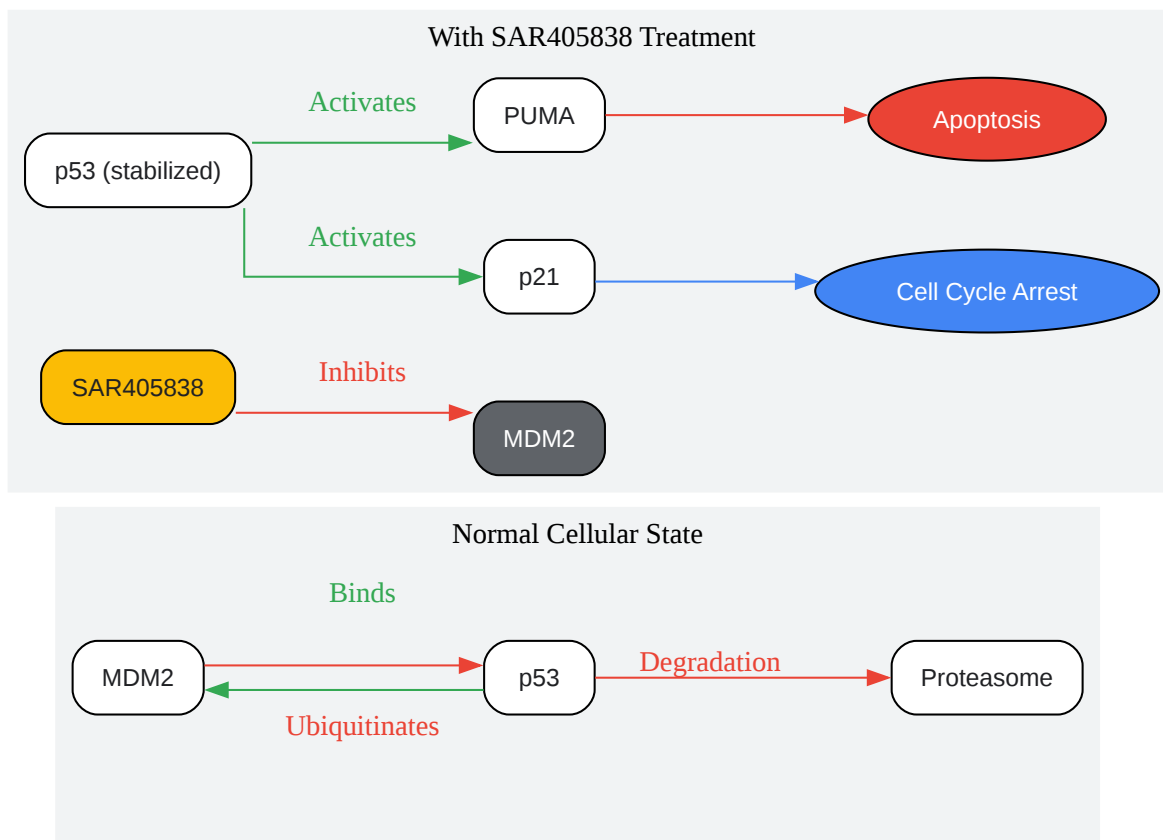 With SAR405838 Treatment
Activates
PUMA
Apoptosis
p53 (stabilized)
Activates
p21
Cell Cycle Arrest
SAR405838
Inhibits
MDM2
Normal Cellular State
Binds
MDM2
p53
Degradation
Proteasome
Ubiquitinates